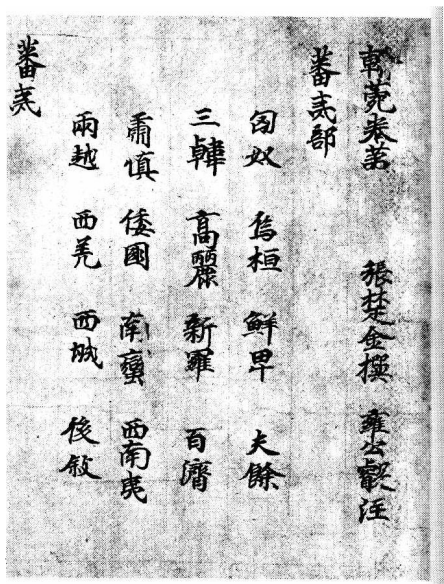 翰苑卷第　張楚金撰　雍公叡注
蕃夷部
匈奴　烏桓　鮮卑　夫餘
三韓　高麗　新羅　百濟
肅慎　倭國　南蠻　西南夷
兩越　西羌　西域　後敍
蕃夷